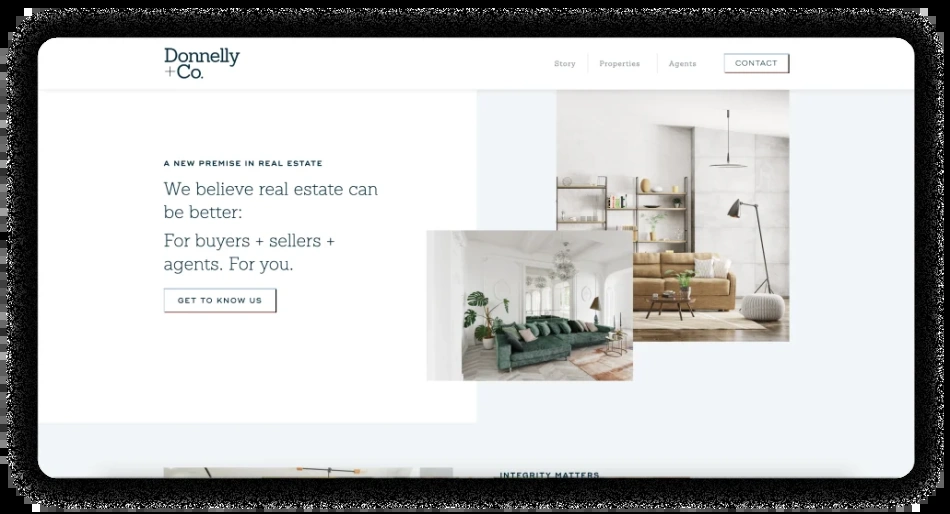 Donnelly
+Co.
Story
Properties
Agents
CONTACT
A NEW PREMISE IN REAL ESTATE
We believe real estate can
be better:
For buyers + sellers +
agents. For you.
GET TO KNOW US
INTEGRITY MATTERS